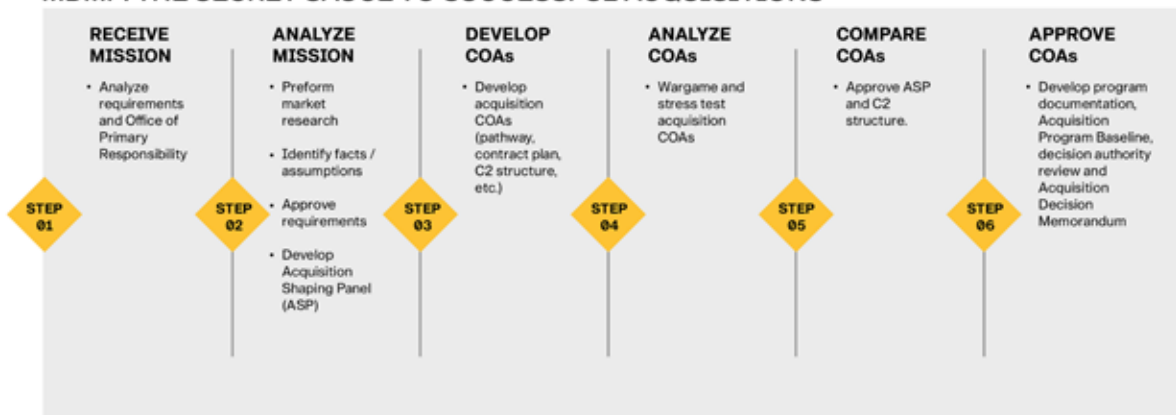 RECEIVE
MISSION
• Analyze
requirements
and Office of
Primary
Responsibility
STEP
01
ANALYZE
MISSION
• Preform
market
research
• Identify facts /
assumptions
• Approve
requirements
• Develop
Acquisition
Shaping Panel
(ASP)
STEP
02
DEVELOP
COAs
• Develop
acquisition
COAs
(pathway,
contract plan,
C2 structure,
etc.)
STEP
03
ANALYZE
COAs
• Wargame and
stress test
acquisition
COAs
STEP
04
COMPARE
COAs
• Approve ASP
and C2
structure.
STEP
05
APPROVE
COAs
• Develop program
documentation,
Acquisition
Program Baseline,
decision authority
review and
Acquisition
Decision
Memorandum
STEP
06